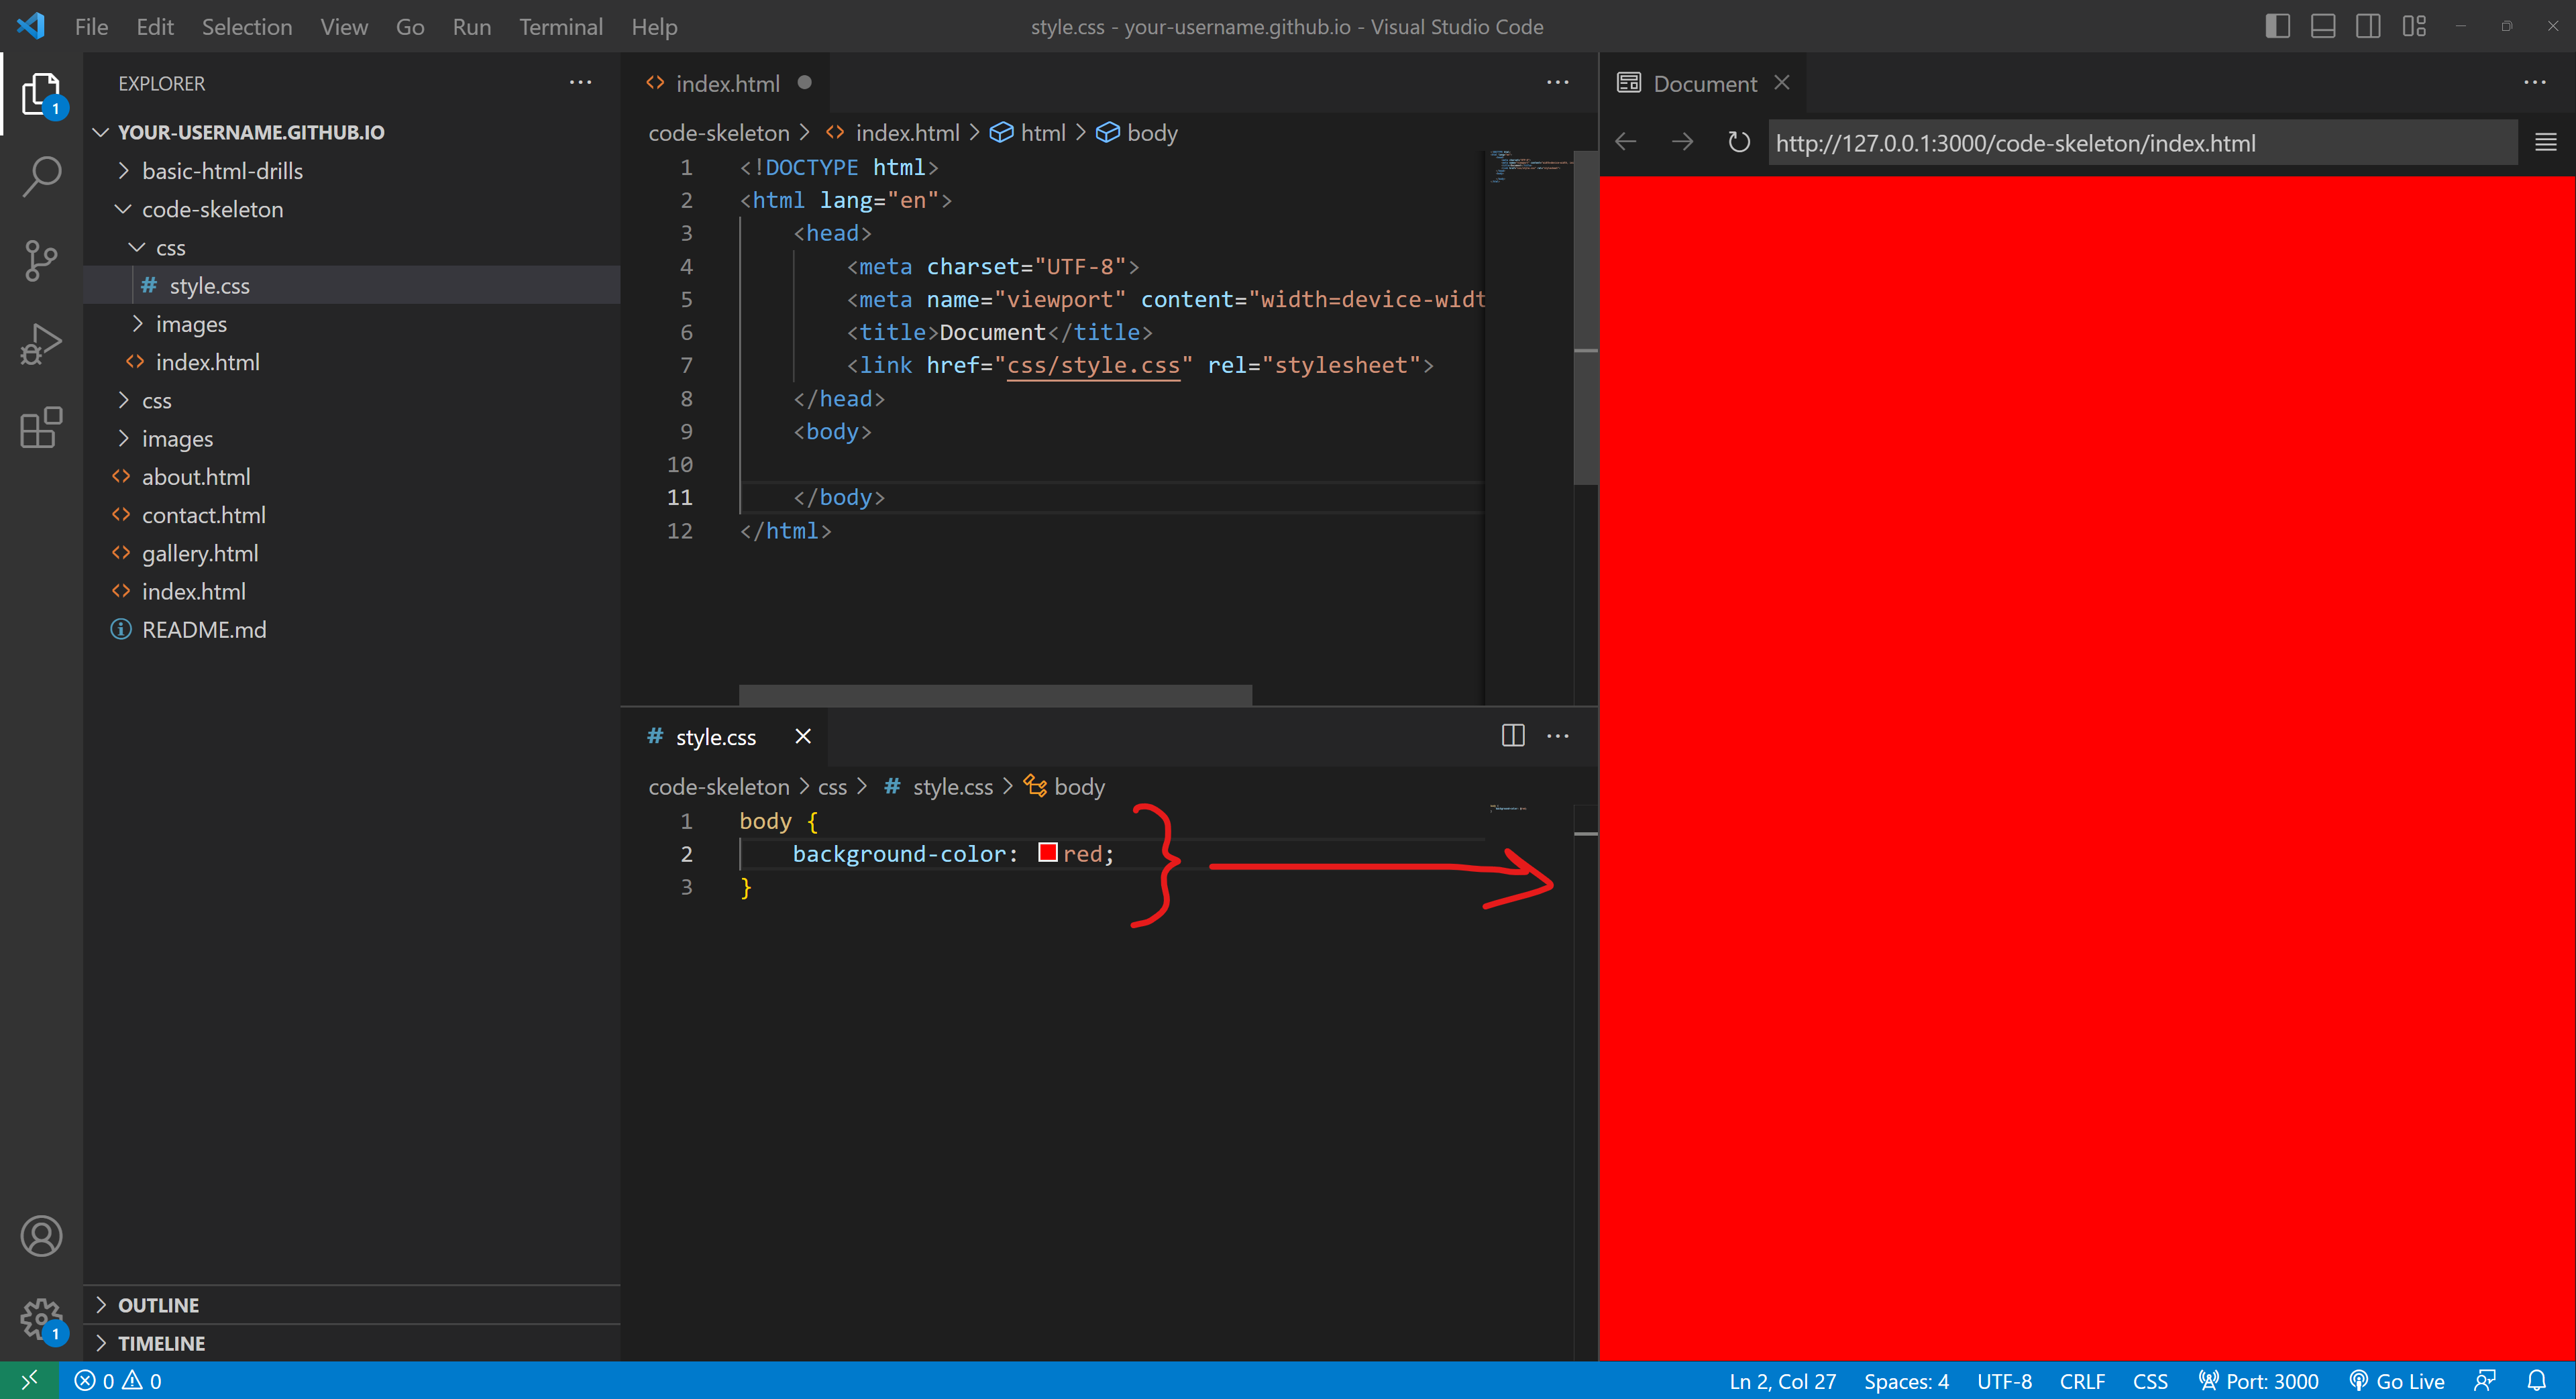 File Edit Selection View Go Run Terminal Help style.css - your-username.github.io - Visual Studio Code
EXPLORER
1
YOUR-USERNAME.GITHUB.IO
basic-html-drills
code-skeleton
css
# style.css
images
index.html
css
images
about.html
contact.html
gallery.html
index.html
README.md
OUTLINE
TIMELINE
1
index.html
code-skeleton > index.html > html > body
1 <!DOCTYPE html>
2 <html lang="en">
3 <head>
4 <meta charset="UTF-8">
5 <meta name="viewport" content="width=device-widt
6 <title>Document</title>
7 <link href="css/style.css" rel="stylesheet">
8 </head>
9 <body>
10
11 </body>
12 </html>
# style.css
code-skeleton > css > # style.css > body
1 body {
2 background-color: red;
3 }
Document
http://127.0.0.1:3000/code-skeleton/index.html
0 0 Ln 2, Col 27 Spaces: 4 UTF-8 CRLF CSS Port: 3000 Go Live